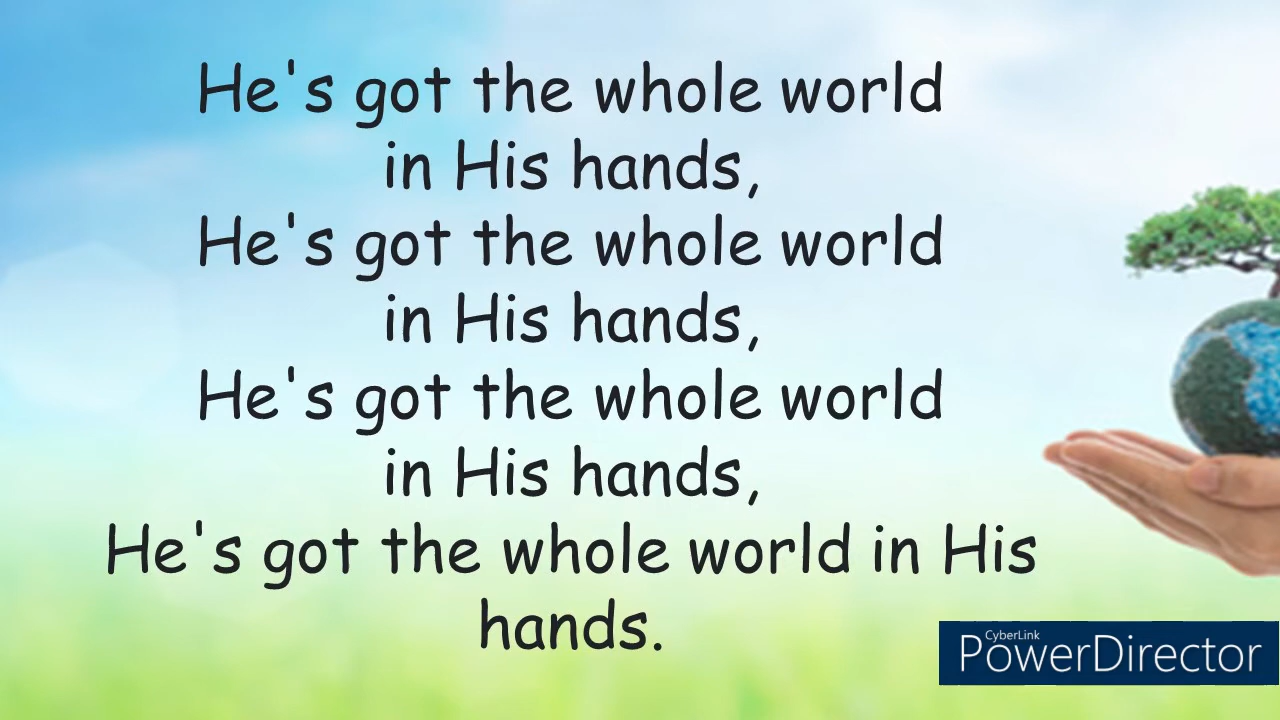 He's got the whole world
in His hands,
He's got the whole world
in His hands,
He's got the whole world
in His hands,
He's got the whole world in His
hands.
CyberLink
PowerDirector